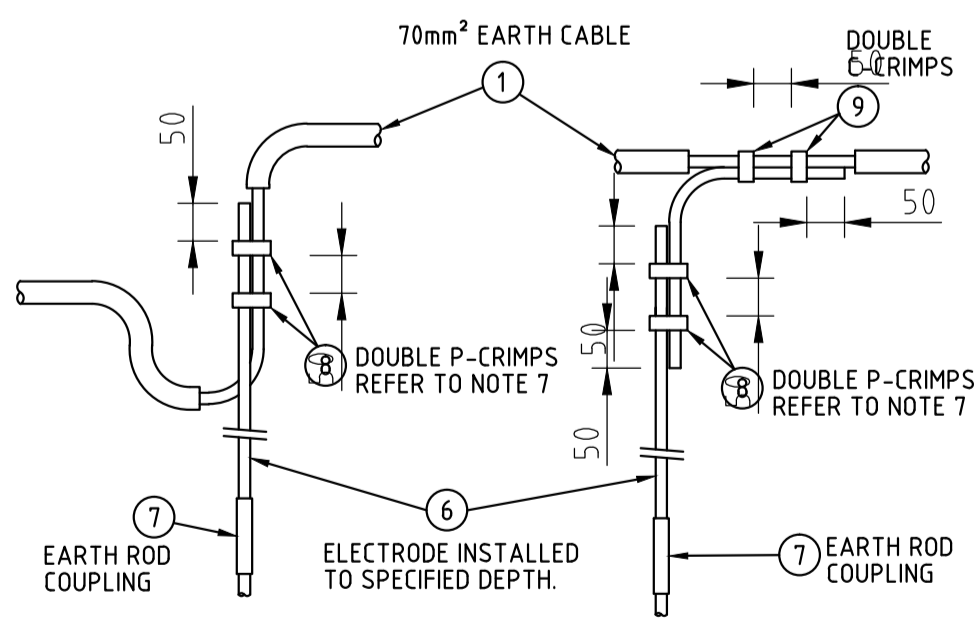 70mm² EARTH CABLE
DOUBLE
C-CRIMPS
50
1
9
50
50
8
DOUBLE P-CRIMPS
REFER TO NOTE 7
50
8
DOUBLE P-CRIMPS
REFER TO NOTE 7
50
7
EARTH ROD
COUPLING
6
ELECTRODE INSTALLED
TO SPECIFIED DEPTH.
7
EARTH ROD
COUPLING